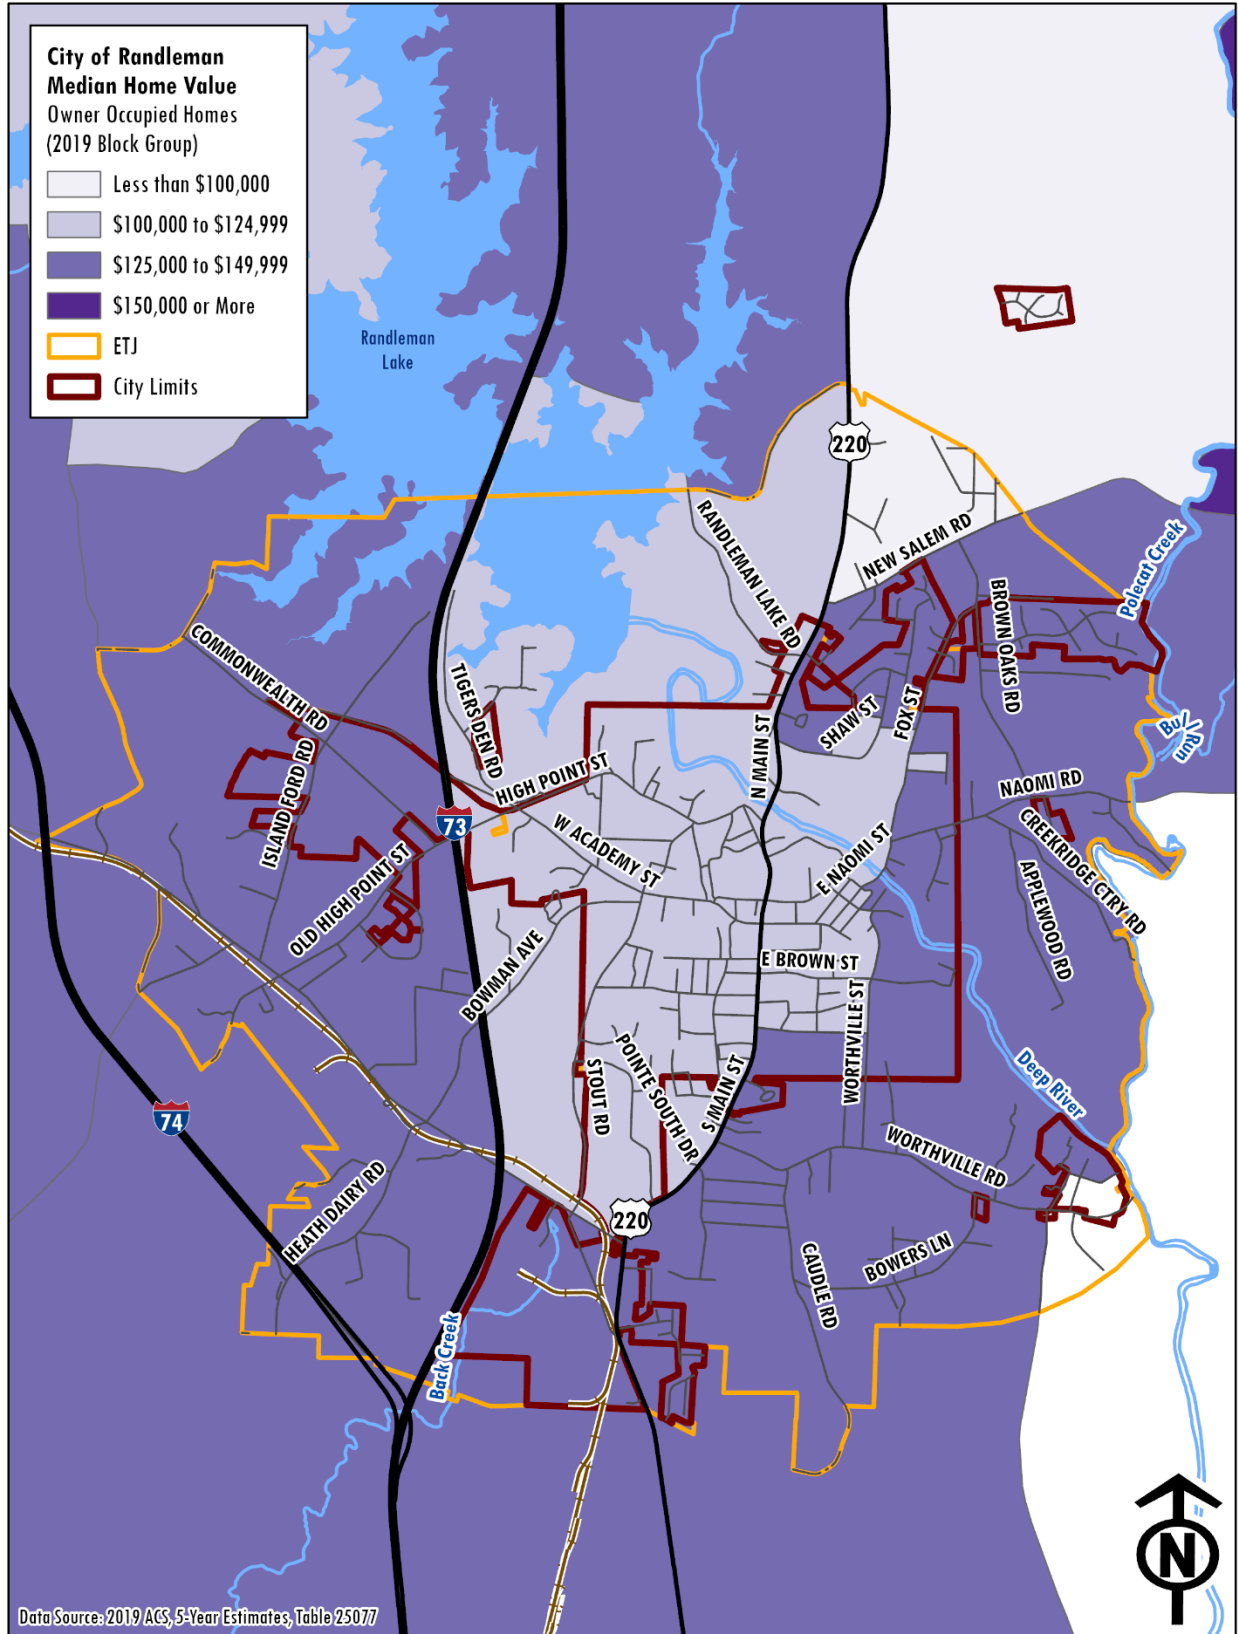 City of Randleman
Median Home Value
Owner Occupied Homes
(2019 Block Group)
Less than $100,000
$100,000 to $124,999
$125,000 to $149,999
$150,000 or More
ETJ
City Limits
Randleman
Lake
220
NEW SALEM RD
RANDLEMAN LAKE RD
Polecat Creek
BROWN OAKS RD
COMMONWEALTH RD
TIGERS DEN RD
SHAW ST
FOX ST
Bull
Run
N MAIN ST
ISLAND FORD RD
HIGH POINT ST
NAOMI RD
73
CREEKRIDGE CTRY RD
W ACADEMY ST
E NAOMI ST
OLD HIGH POINT ST
APPLEWOOD RD
BOWMAN AVE
E BROWN ST
WORTHVILLE ST
POINTE SOUTH DR
STOUT RD
S MAIN ST
Deep River
74
WORTHVILLE RD
HEATH DAIRY RD
220
CAUDLE RD
BOWERS LN
Back Creek
N
Data Source: 2019 ACS, 5-Year Estimates, Table 25077